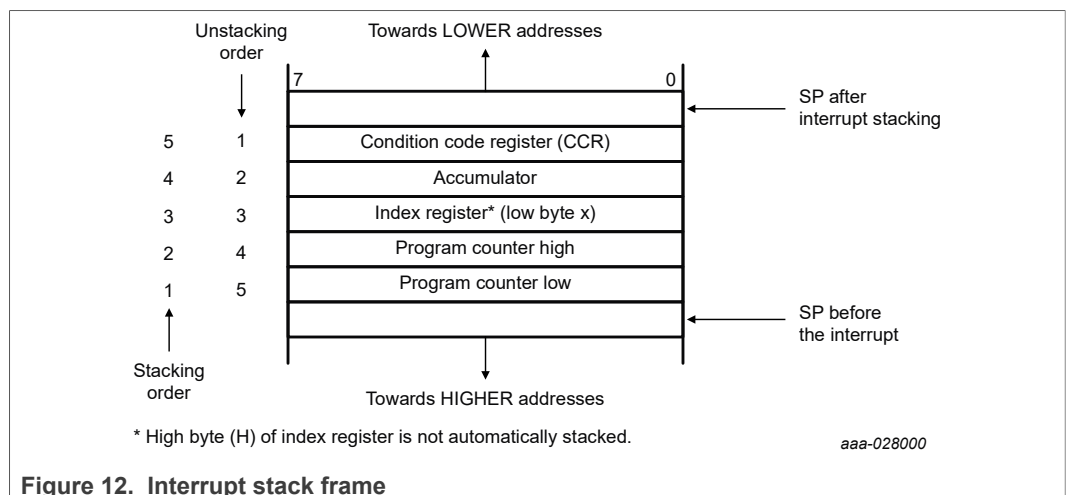 Unstacking
order
Towards LOWER addresses
7
0
SP after
interrupt stacking
5 1 Condition code register (CCR)
4 2 Accumulator
3 3 Index register* (low byte x)
2 4 Program counter high
1 5 Program counter low
SP before
the interrupt
Stacking
order
Towards HIGHER addresses
* High byte (H) of index register is not automatically stacked.
aaa-028000
Figure 12. Interrupt stack frame